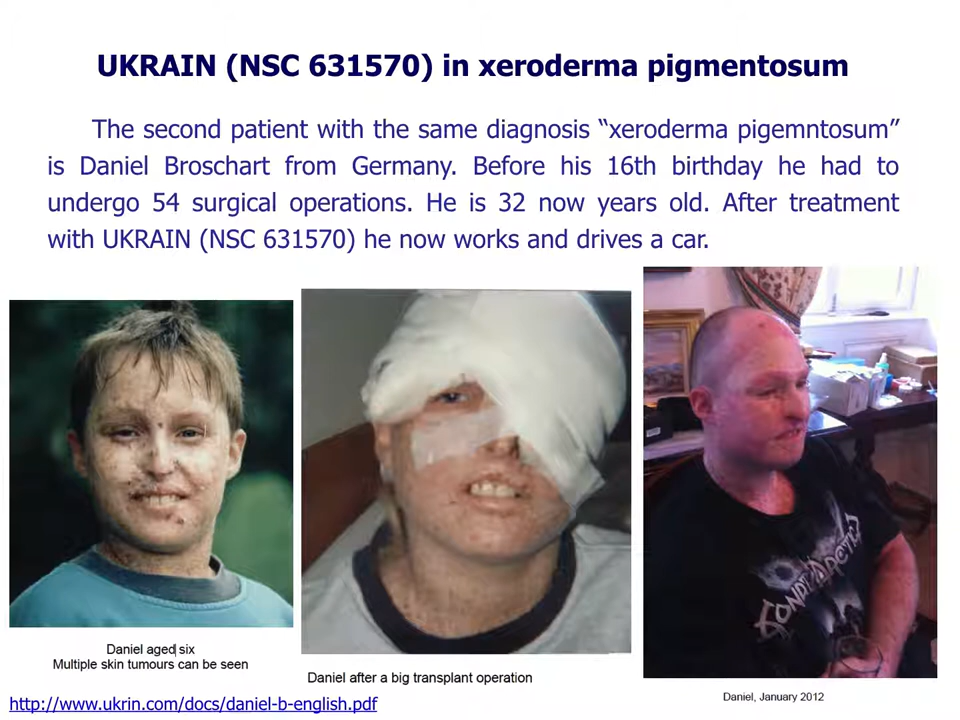 UKRAIN (NSC 631570) in xeroderma pigmentosum
The second patient with the same diagnosis “xeroderma pigemntosum”
is Daniel Broschart from Germany. Before his 16th birthday he had to
undergo 54 surgical operations. He is 32 now years old. After treatment
with UKRAIN (NSC 631570) he now works and drives a car.
SONATA ARCTICA
Daniel aged six
Multiple skin tumours can be seen
Daniel after a big transplant operation
Daniel, January 2012
http://www.ukrin.com/docs/daniel-b-english.pdf